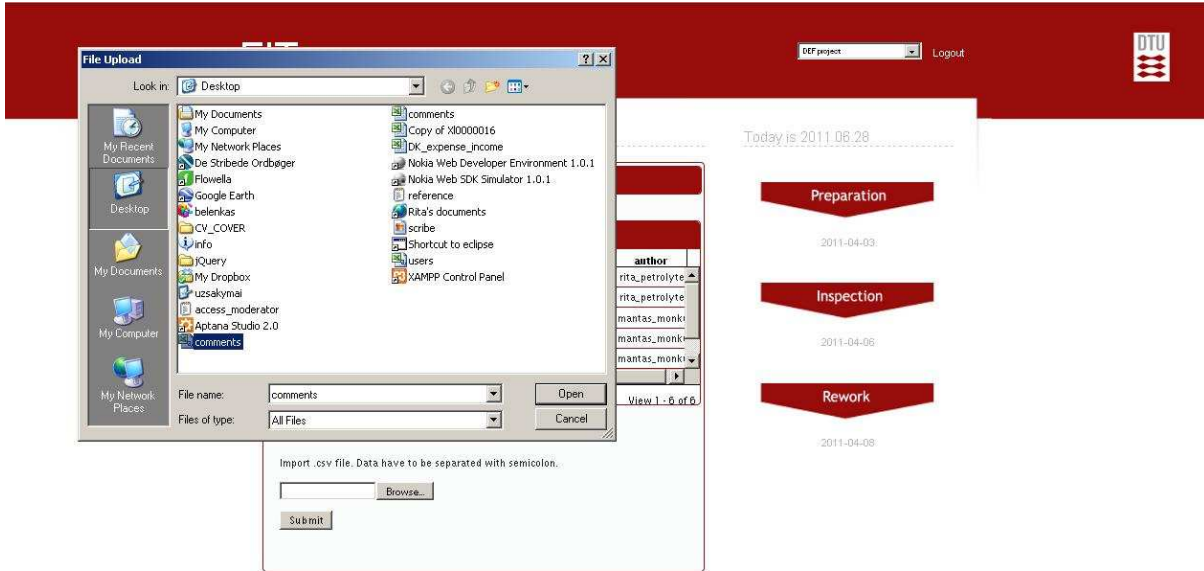 File Upload
DEF project
Logout
DTU
Look in:
Desktop
My Recent Documents
Desktop
My Documents
My Computer
My Network Places
My Documents
My Computer
My Network Places
De Stribede Ordbøger
Flowella
Google Earth
belenkas
CV_COVER
info
jQuery
My Dropbox
uzsakymai
access_moderator
Aptana Studio 2.0
comments
comments
Copy of Xl0000016
DK_expense_income
Nokia Web Developer Environment 1.0.1
Nokia Web SDK Simulator 1.0.1
reference
Rita's documents
scribe
Shortcut to eclipse
users
XAMPP Control Panel
File name:
comments
Open
Files of type:
All Files
Cancel
author
rita_petrolyte
rita_petrolyte
mantas_monk
mantas_monk
mantas_monk
View 1 - 6 of 6
Import .csv file. Data have to be separated with semicolon.
Browse...
Submit
Today is 2011.06.28
Preparation
2011-04-03
Inspection
2011-04-06
Rework
2011-04-08